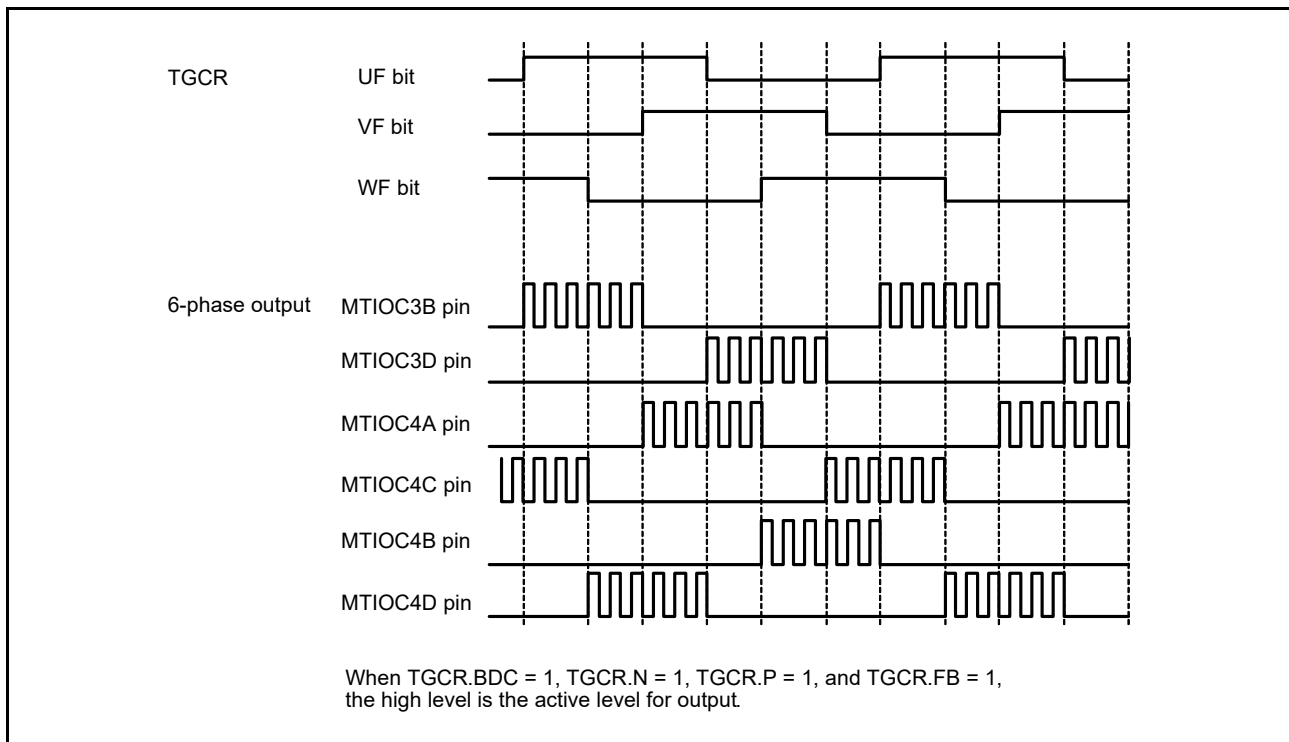 TGCR UF bit
VF bit
WF bit
6-phase output MTIOC3B pin
MTIOC3D pin
MTIOC4A pin
MTIOC4C pin
MTIOC4B pin
MTIOC4D pin
When TGCR.BDC = 1, TGCR.N = 1, TGCR.P = 1, and TGCR.FB = 1,
the high level is the active level for output.